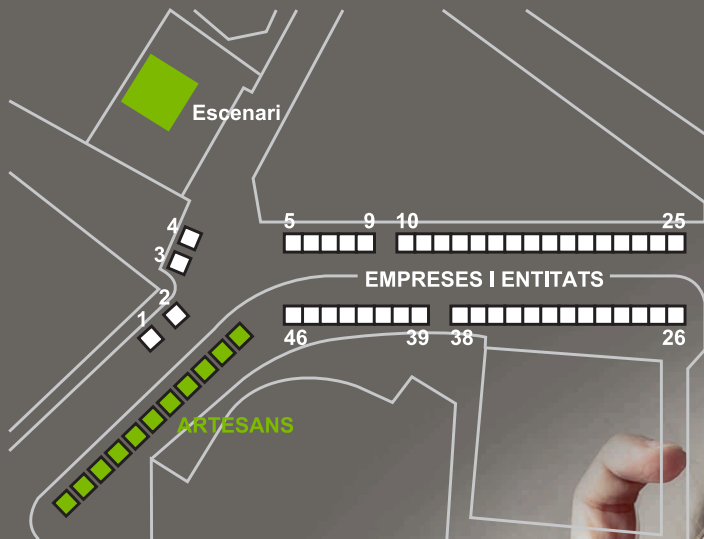 Escenari
4
3
2
1
5 9 10 25
EMPRESES I ENTITATS
46 39 38 26
ARTESANS